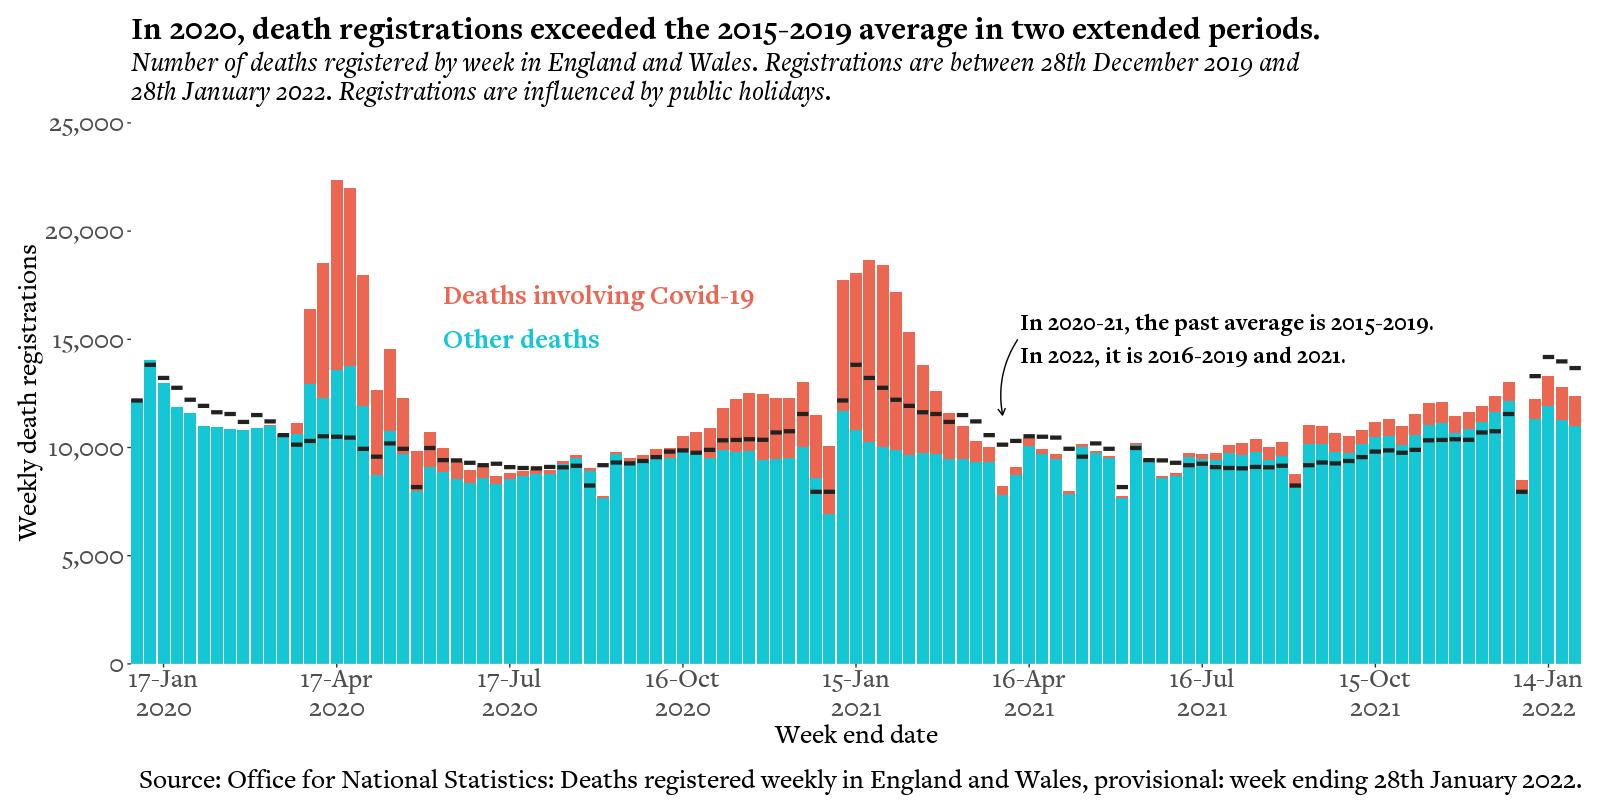 In 2020, death registrations exceeded the 2015-2019 average in two extended periods.
Number of deaths registered by week in England and Wales. Registrations are between 28th December 2019 and
28th January 2022. Registrations are influenced by public holidays.
Weekly death registrations
25,000
20,000
15,000
10,000
5,000
0
Deaths involving Covid-19
Other deaths
In 2020-21, the past average is 2015-2019.
In 2022, it is 2016-2019 and 2021.
17-Jan 17-Apr 17-Jul 16-Oct 15-Jan 16-Apr 16-Jul 15-Oct 14-Jan
2020 2020 2020 2020 2021 2021 2021 2021 2022
Week end date
Source: Office for National Statistics: Deaths registered weekly in England and Wales, provisional: week ending 28th January 2022.